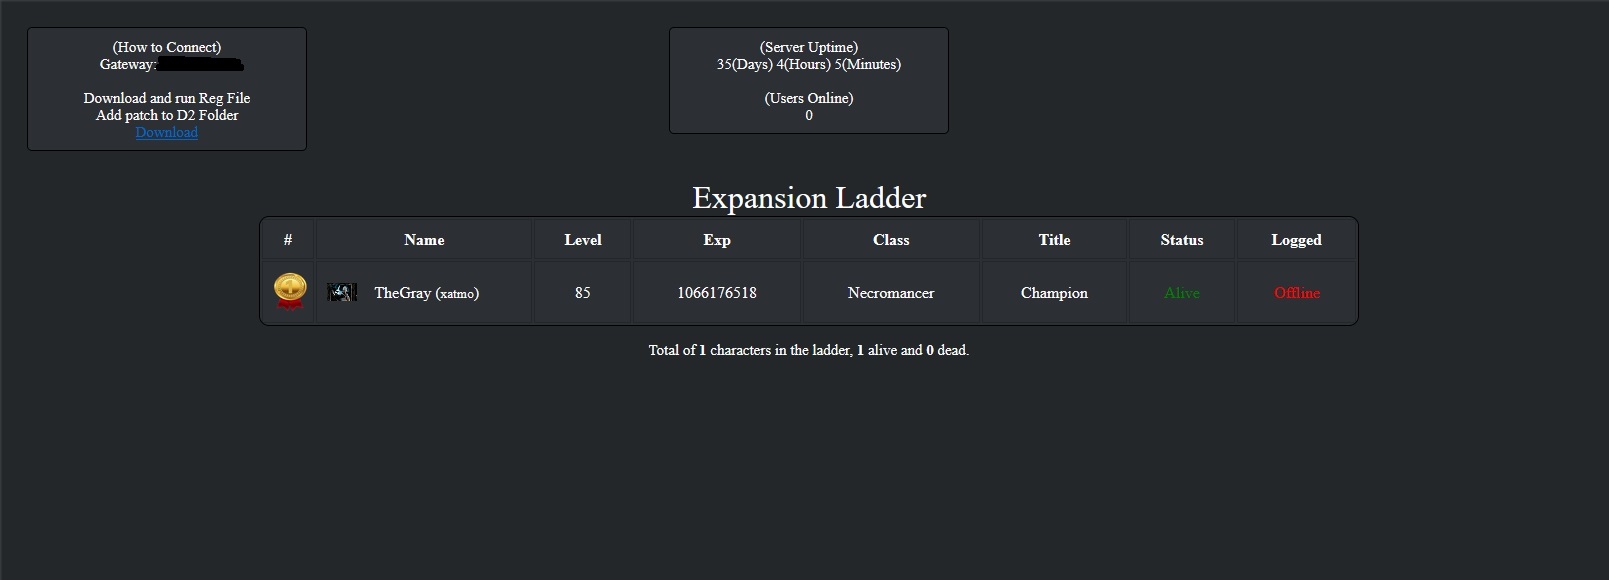 (How to Connect)
Gateway:
Download and run Reg File
Add patch to D2 Folder
Download
(Server Uptime)
35(Days) 4(Hours) 5(Minutes)
(Users Online)
0
Expansion Ladder
# Name Level Exp Class Title Status Logged
1 TheGray (xatmo) 85 1066176518 Necromancer Champion Alive Offline
Total of 1 characters in the ladder, 1 alive and 0 dead.